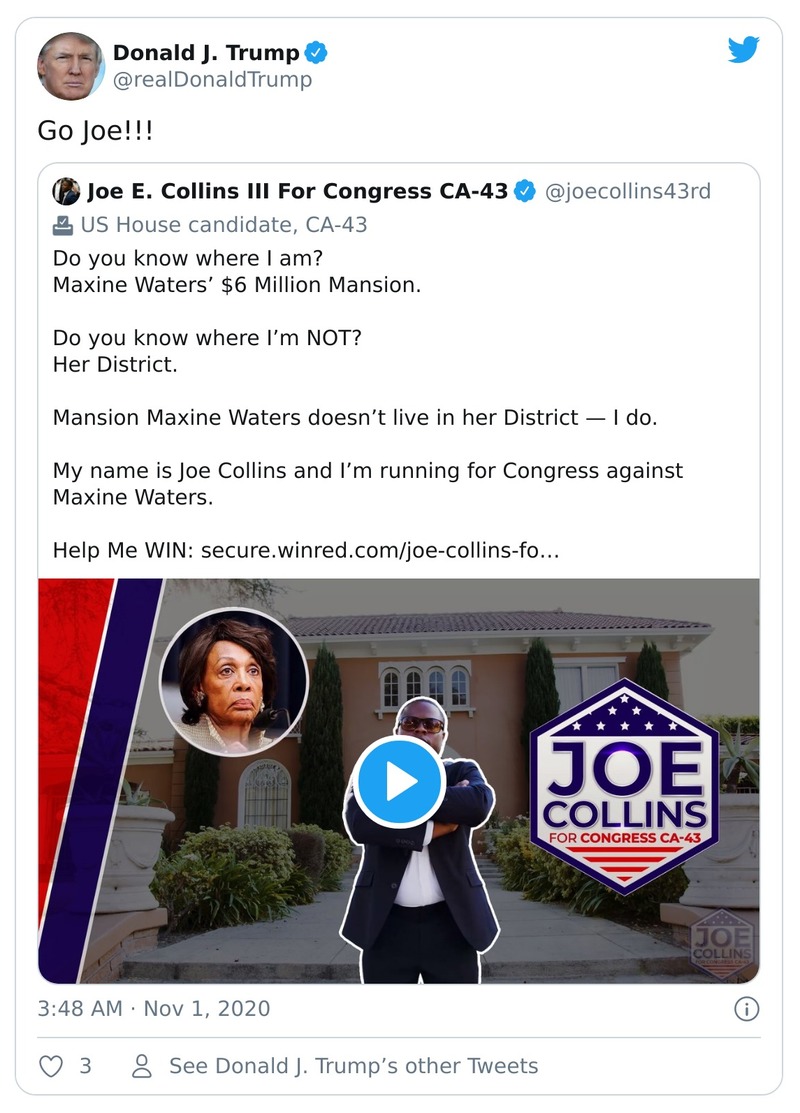 Donald J. Trump
@realDonaldTrump
Go Joe!!!
Joe E. Collins III For Congress CA-43 @joecollins43rd
US House candidate, CA-43
Do you know where I am?
Maxine Waters’ $6 Million Mansion.
Do you know where I’m NOT?
Her District.
Mansion Maxine Waters doesn’t live in her District — I do.
My name is Joe Collins and I’m running for Congress against
Maxine Waters.
Help Me WIN: secure.winred.com/joe-collins-fo…
JOE
COLLINS
FOR CONGRESS CA-43
JOE
COLLINS
FOR CONGRESS CA-43
3:48 AM · Nov 1, 2020
3 See Donald J. Trump’s other Tweets